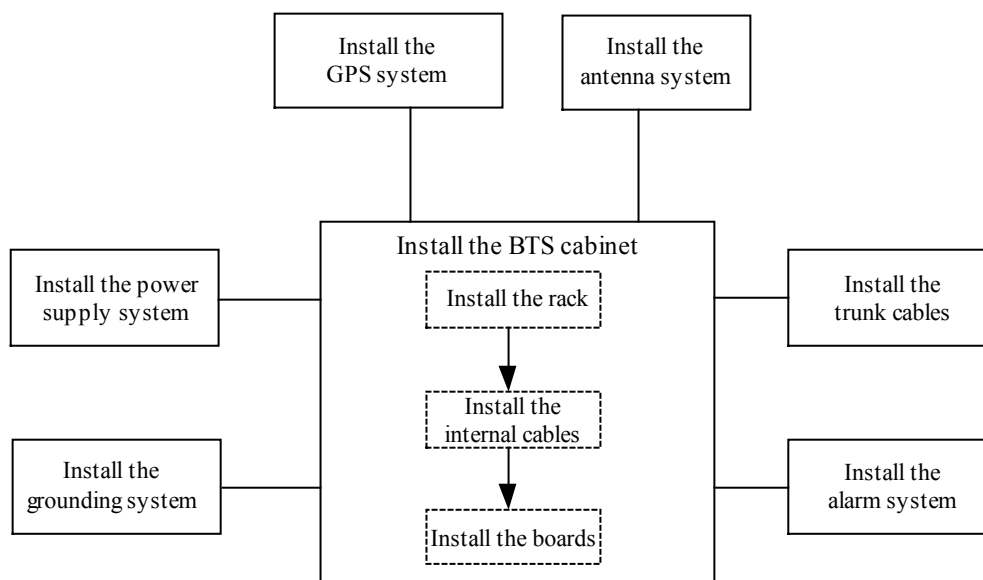 Install the
GPS system
Install the
antenna system
Install the BTS cabinet
Install the power
supply system
Install the rack
Install the
trunk cables
Install the
internal cables
Install the
grounding system
Install the
alarm system
Install the boards